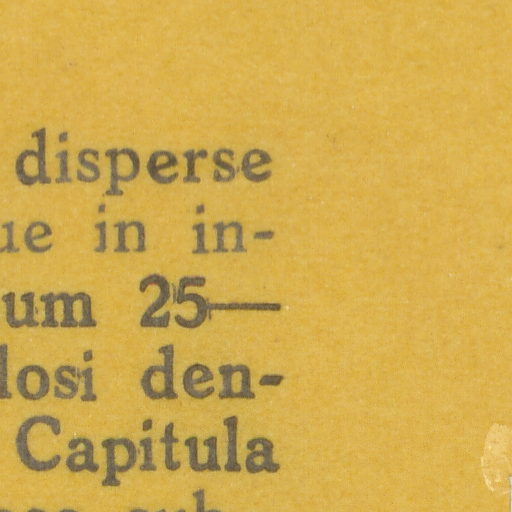 disperse
ue in in-
um 25—
losi den-
Capitula